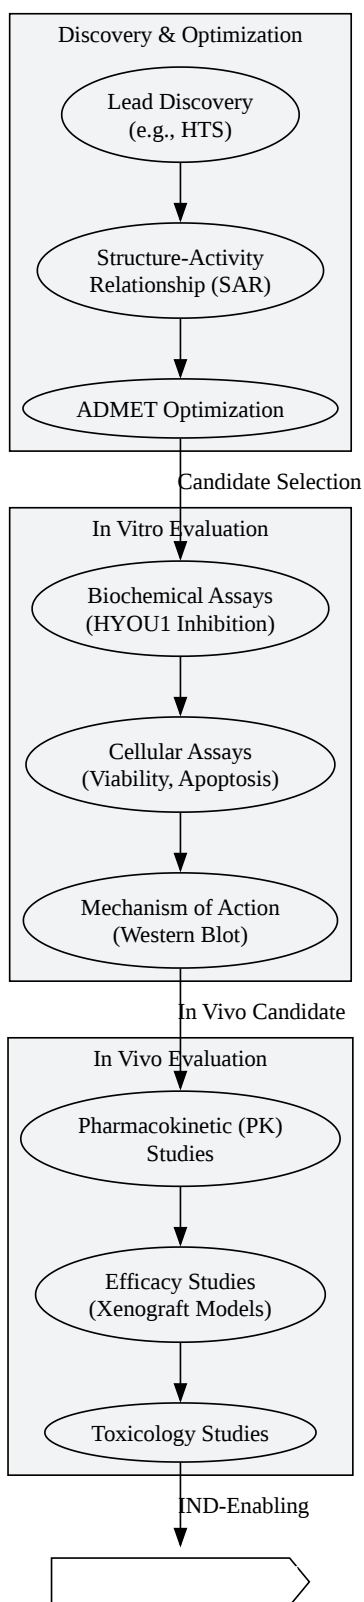 Discovery & Optimization
Lead Discovery
(e.g., HTS)
Structure-Activity
Relationship (SAR)
ADMET Optimization
Candidate Selection
In Vitro Evaluation
Biochemical Assays
(HYOU1 Inhibition)
Cellular Assays
(Viability, Apoptosis)
Mechanism of Action
(Western Blot)
In Vivo Candidate
In Vivo Evaluation
Pharmacokinetic (PK)
Studies
Efficacy Studies
(Xenograft Models)
Toxicology Studies
IND-Enabling